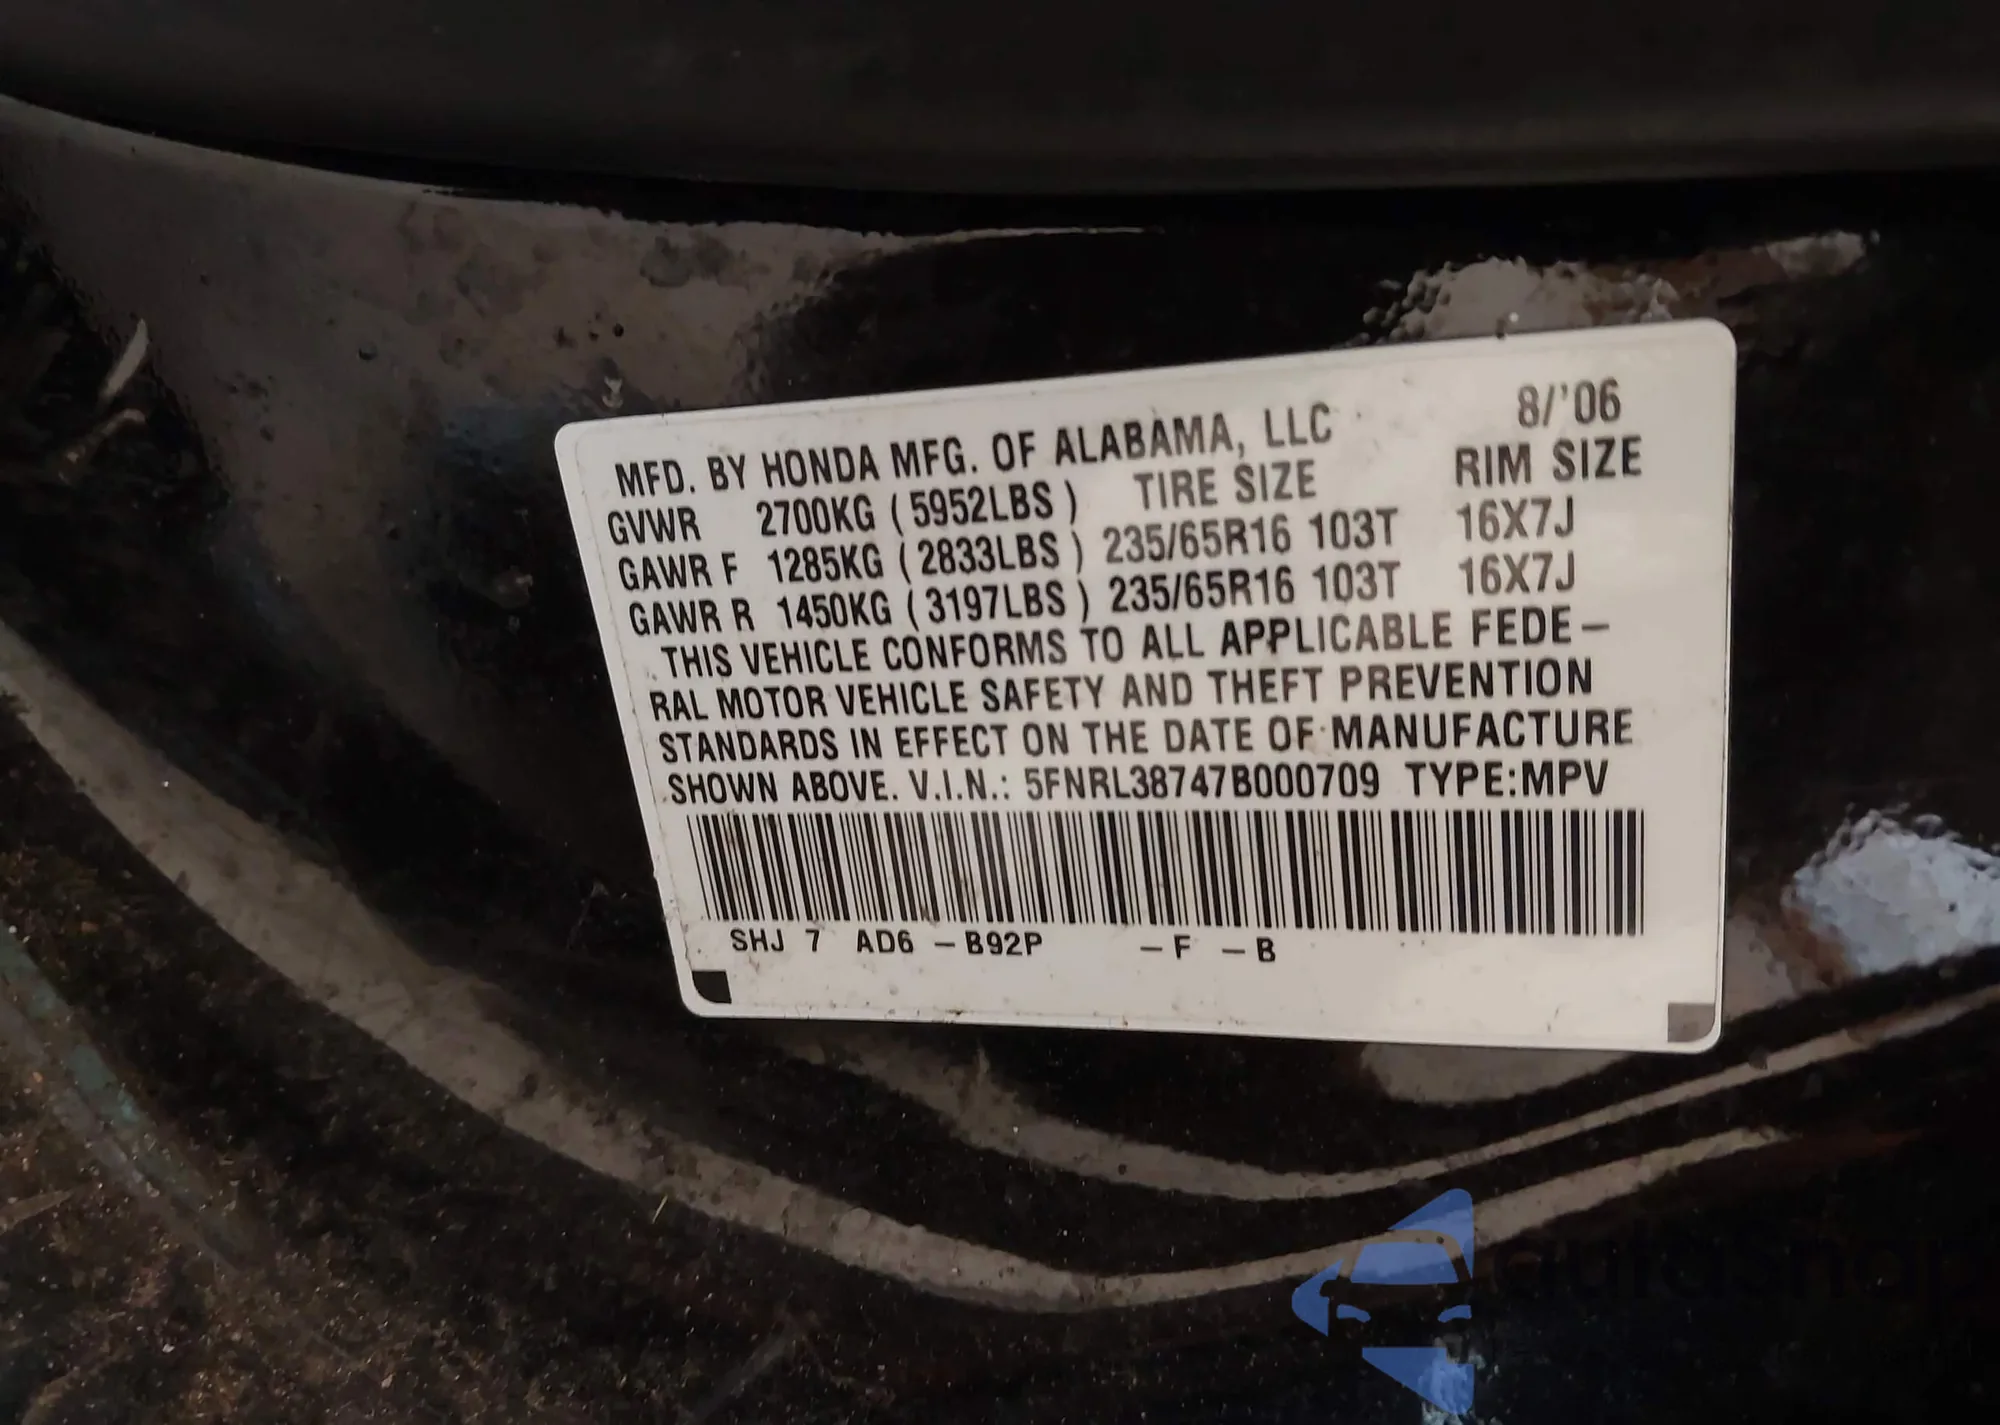 MFD. BY HONDA MFG. OF ALABAMA, LLC 8/'06
GVWR 2700KG (5952LBS) TIRE SIZE RIM SIZE
GAWR F 1285KG (2833LBS) 235/65R16 103T 16X7J
GAWR R 1450KG (3197LBS) 235/65R16 103T 16X7J
THIS VEHICLE CONFORMS TO ALL APPLICABLE FEDE-
RAL MOTOR VEHICLE SAFETY AND THEFT PREVENTION
STANDARDS IN EFFECT ON THE DATE OF MANUFACTURE
SHOWN ABOVE. V.I.N.: 5FNRL38747B000709 TYPE:MPV
SHJ 7 AD6 -B92P -F -B